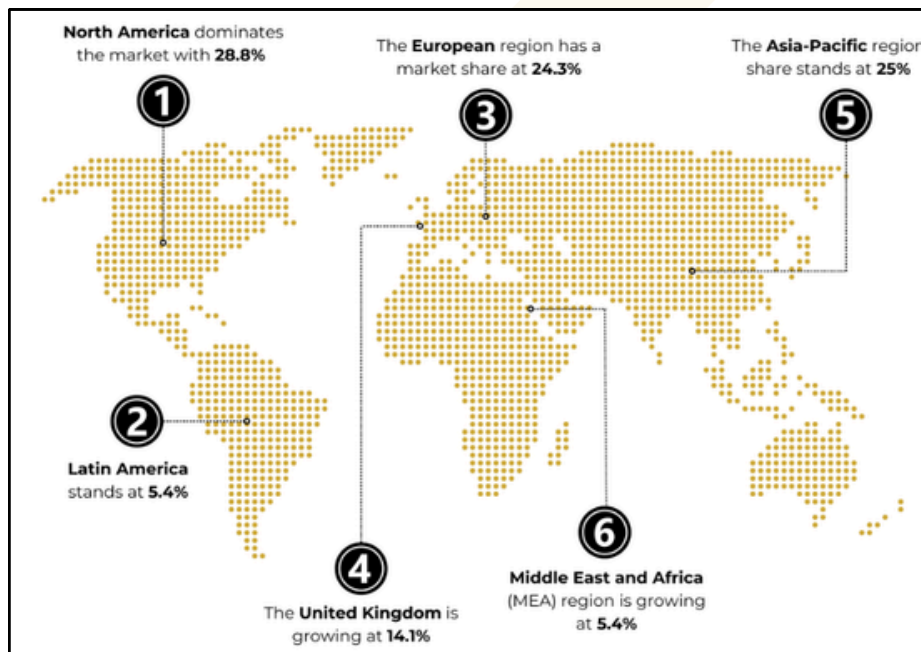 North America dominates
the market with 28.8%
1
The European region has a
market share at 24.3%
3
The Asia-Pacific region
share stands at 25%
5
2
Latin America
stands at 5.4%
4
The United Kingdom is
growing at 14.1%
6
Middle East and Africa
(MEA) region is growing
at 5.4%